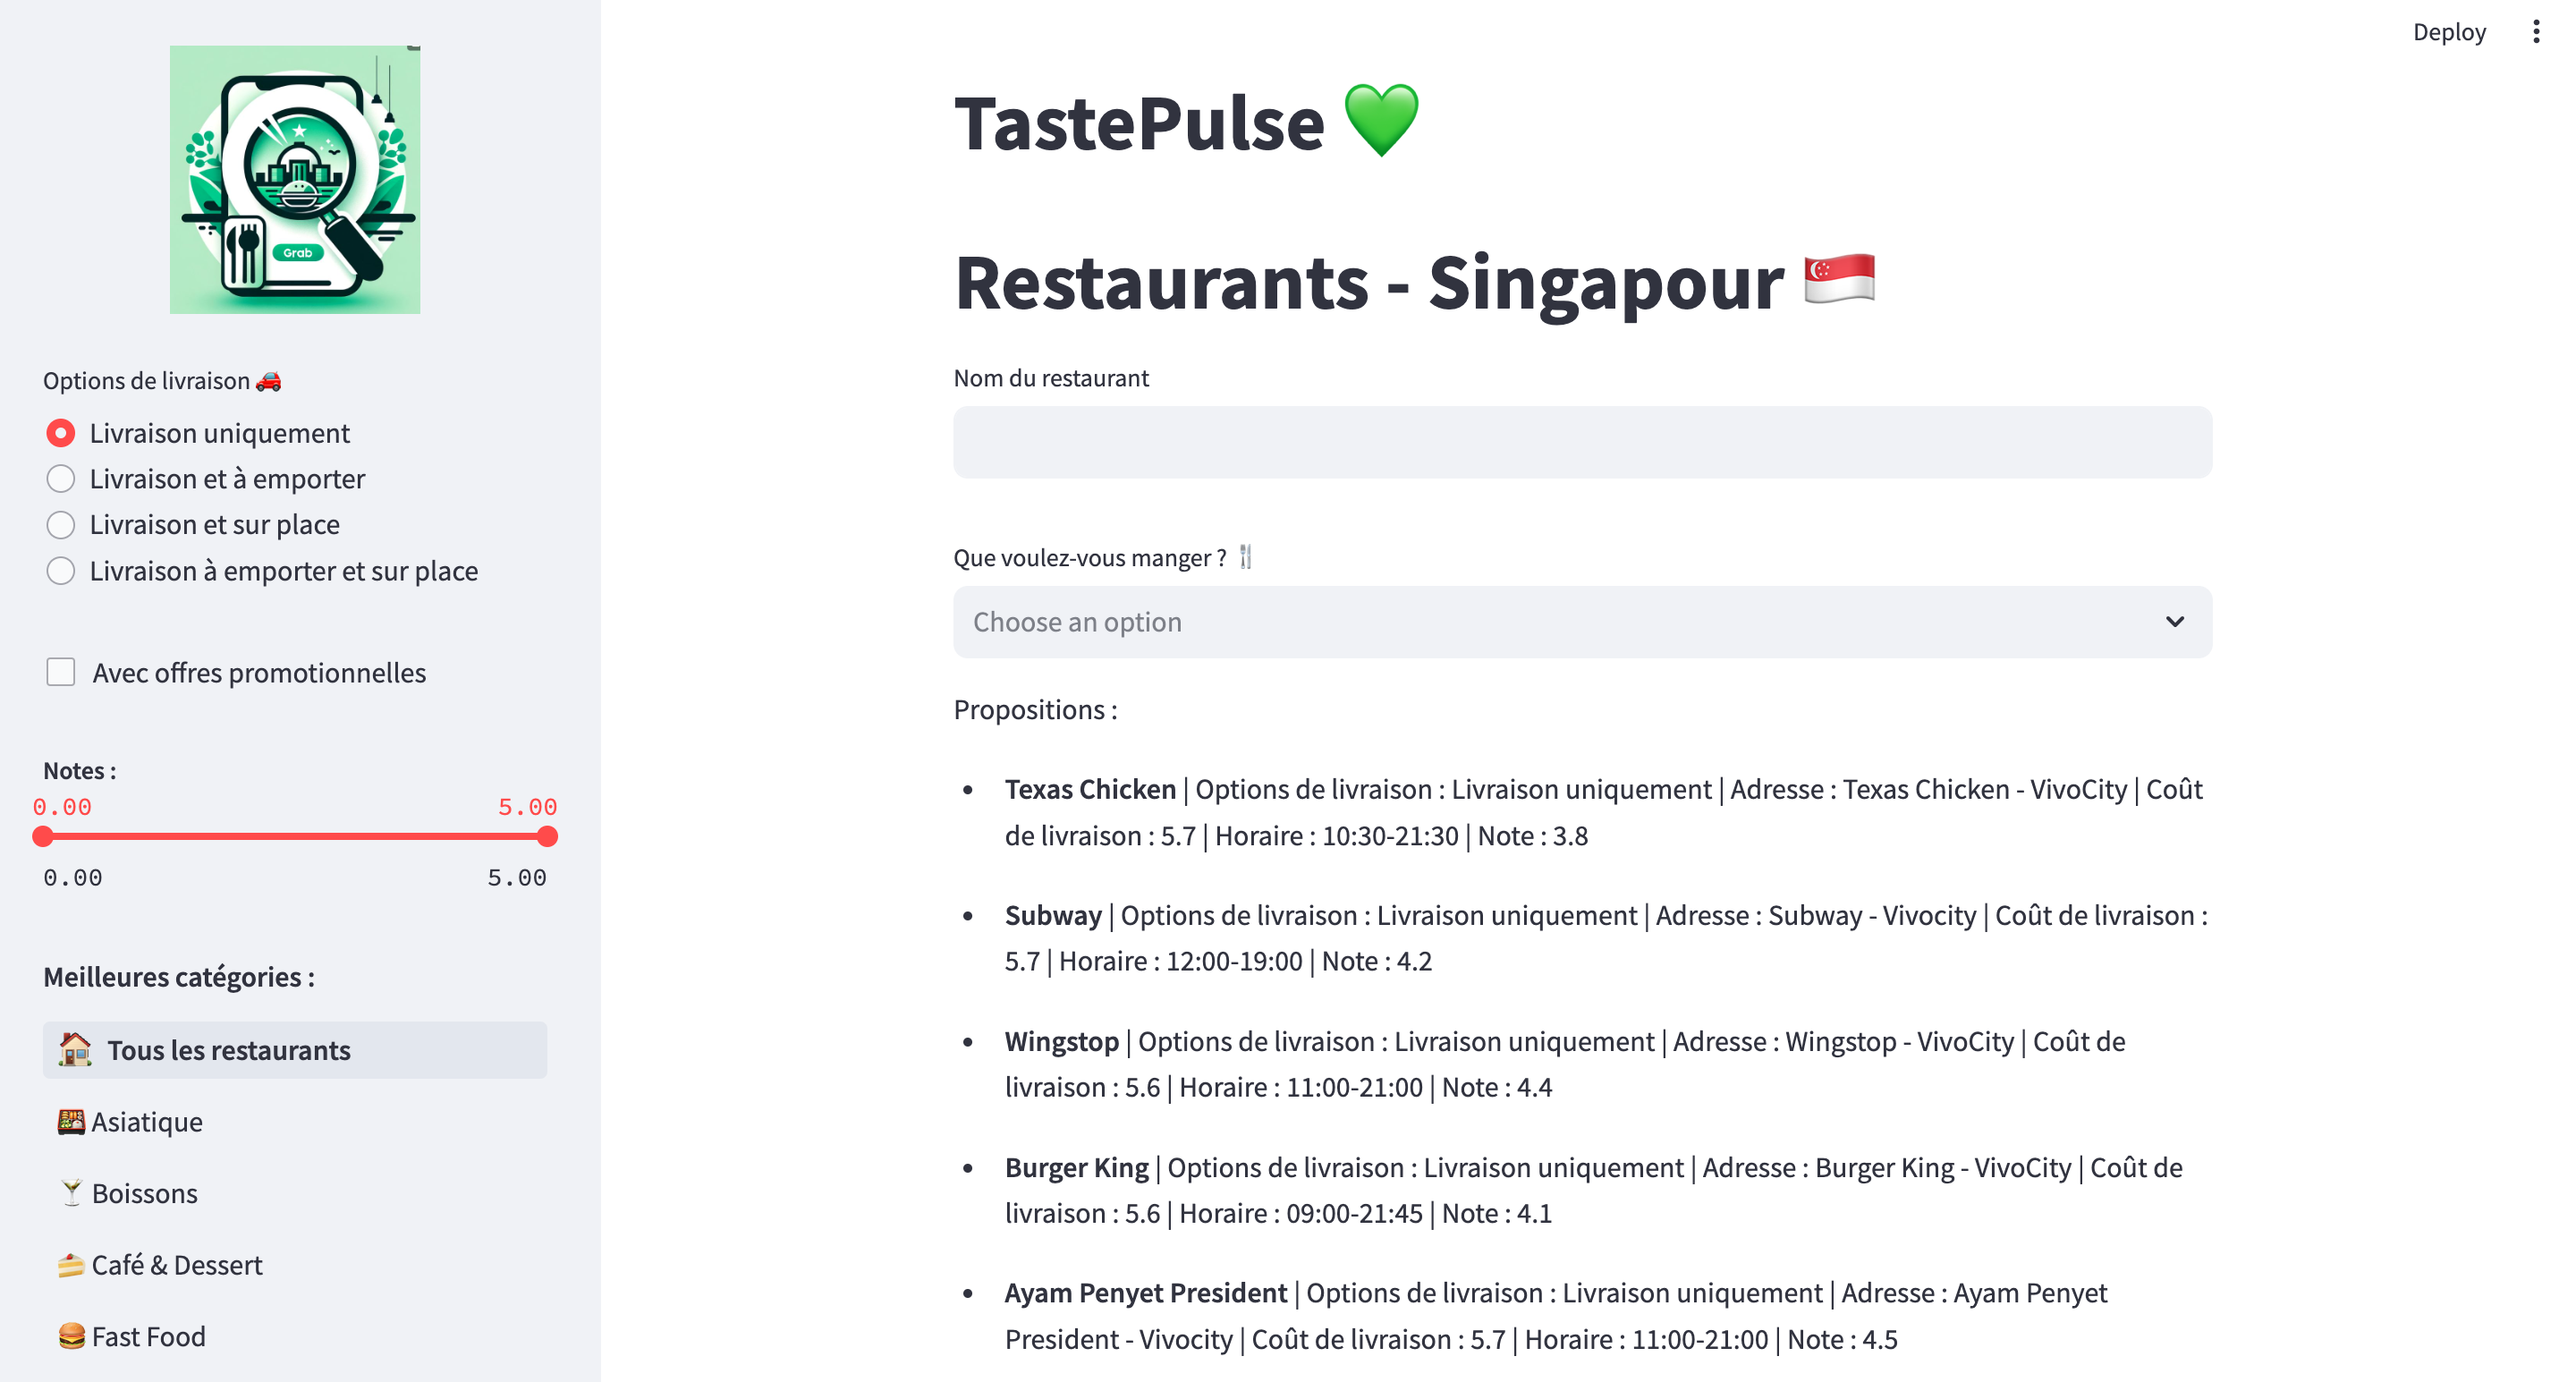 Deploy
Grab
Options de livraison 🚗
Livraison uniquement
Livraison et à emporter
Livraison et sur place
Livraison à emporter et sur place
Avec offres promotionnelles
Notes :
0.00 5.00
0.00 5.00
Meilleures catégories :
🏠 Tous les restaurants
🍱 Asiatique
🍸 Boissons
🍰 Café & Dessert
🍔 Fast Food
TastePulse 💚
Restaurants - Singapour 🇸🇬
Nom du restaurant
Que voulez-vous manger ? 🍴
Choose an option
Propositions :
• Texas Chicken | Options de livraison : Livraison uniquement | Adresse : Texas Chicken - VivoCity | Coût
de livraison : 5.7 | Horaire : 10:30-21:30 | Note : 3.8
• Subway | Options de livraison : Livraison uniquement | Adresse : Subway - Vivocity | Coût de livraison :
5.7 | Horaire : 12:00-19:00 | Note : 4.2
• Wingstop | Options de livraison : Livraison uniquement | Adresse : Wingstop - VivoCity | Coût de
livraison : 5.6 | Horaire : 11:00-21:00 | Note : 4.4
• Burger King | Options de livraison : Livraison uniquement | Adresse : Burger King - VivoCity | Coût de
livraison : 5.6 | Horaire : 09:00-21:45 | Note : 4.1
• Ayam Penyet President | Options de livraison : Livraison uniquement | Adresse : Ayam Penyet
President - Vivocity | Coût de livraison : 5.7 | Horaire : 11:00-21:00 | Note : 4.5